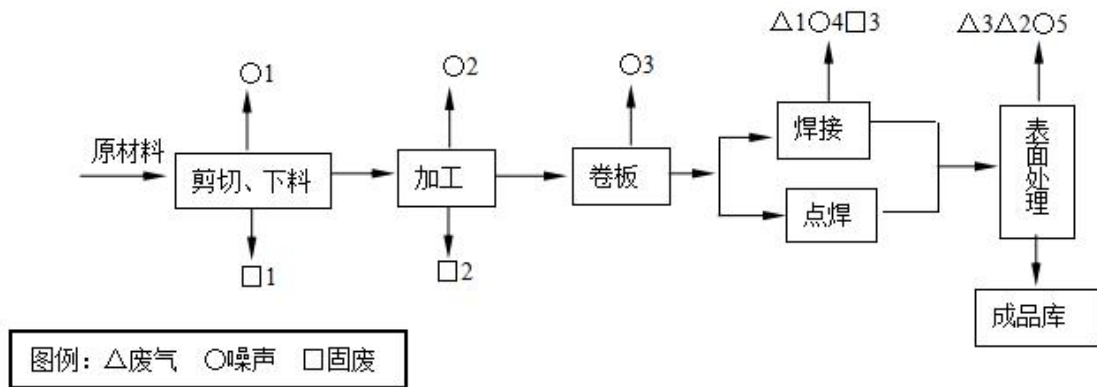 △1○4□3
△3△2○5
○1
○2
○3
原材料
剪切、下料
加工
卷板
焊接
点焊
表面处理
□1
□2
成品库
图例：△废气 ○噪声 □固废